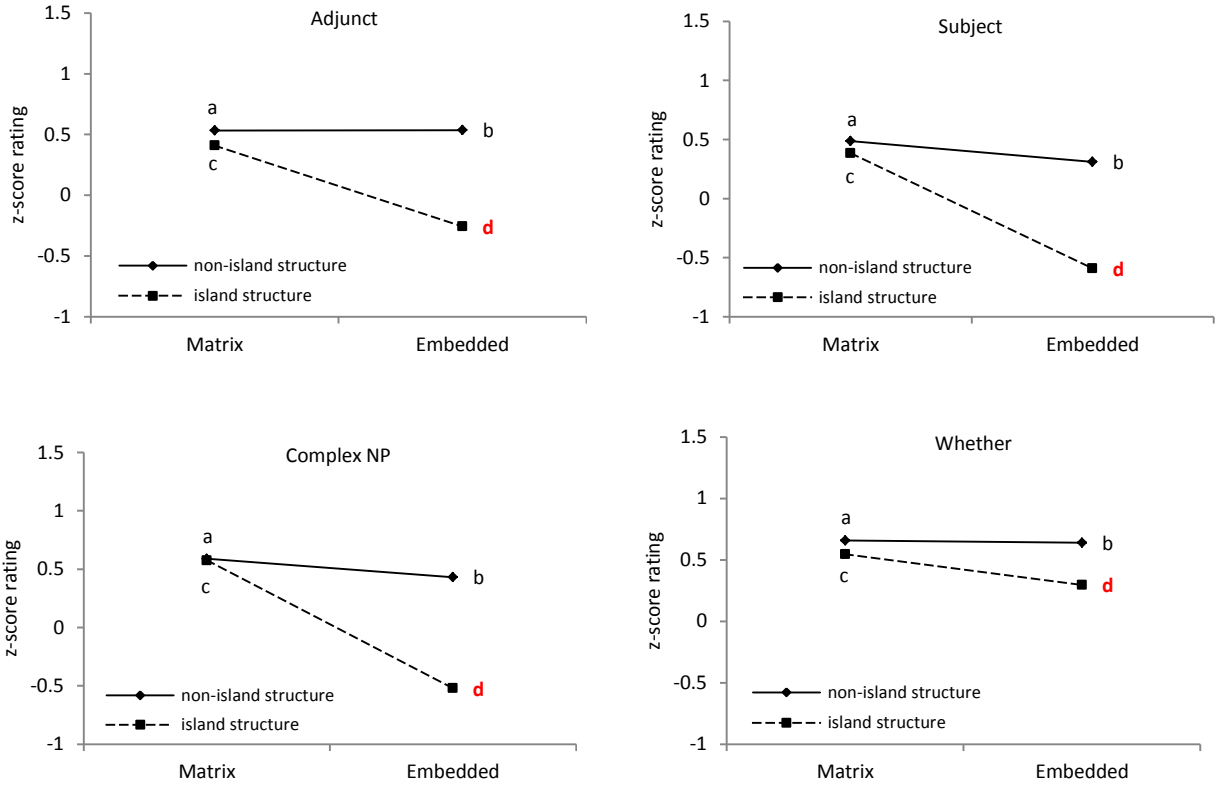 Adjunct
z-score rating
1.5
1
0.5
0
-0.5
-1
a
b
c
d
non-island structure
island structure
Matrix
Embedded
Subject
z-score rating
1.5
1
0.5
0
-0.5
-1
a
b
c
d
non-island structure
island structure
Matrix
Embedded
Complex NP
z-score rating
1.5
1
0.5
0
-0.5
-1
a
b
c
d
non-island structure
island structure
Matrix
Embedded
Whether
z-score rating
1.5
1
0.5
0
-0.5
-1
a
b
c
d
non-island structure
island structure
Matrix
Embedded